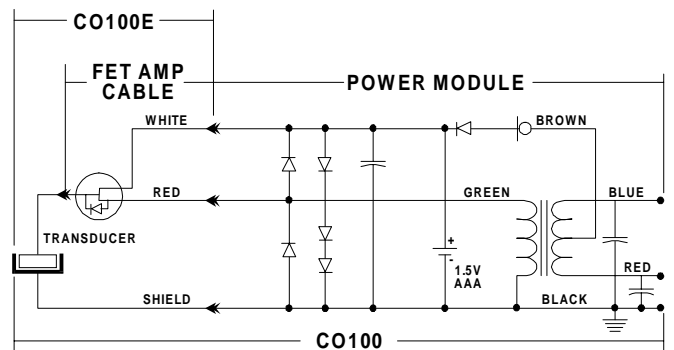 CO100E
FET AMP
CABLE
POWER MODULE
WHITE
BROWN
RED
GREEN
BLUE
TRANSDUCER
+
-
1.5V
AAA
RED
SHIELD
BLACK
CO100